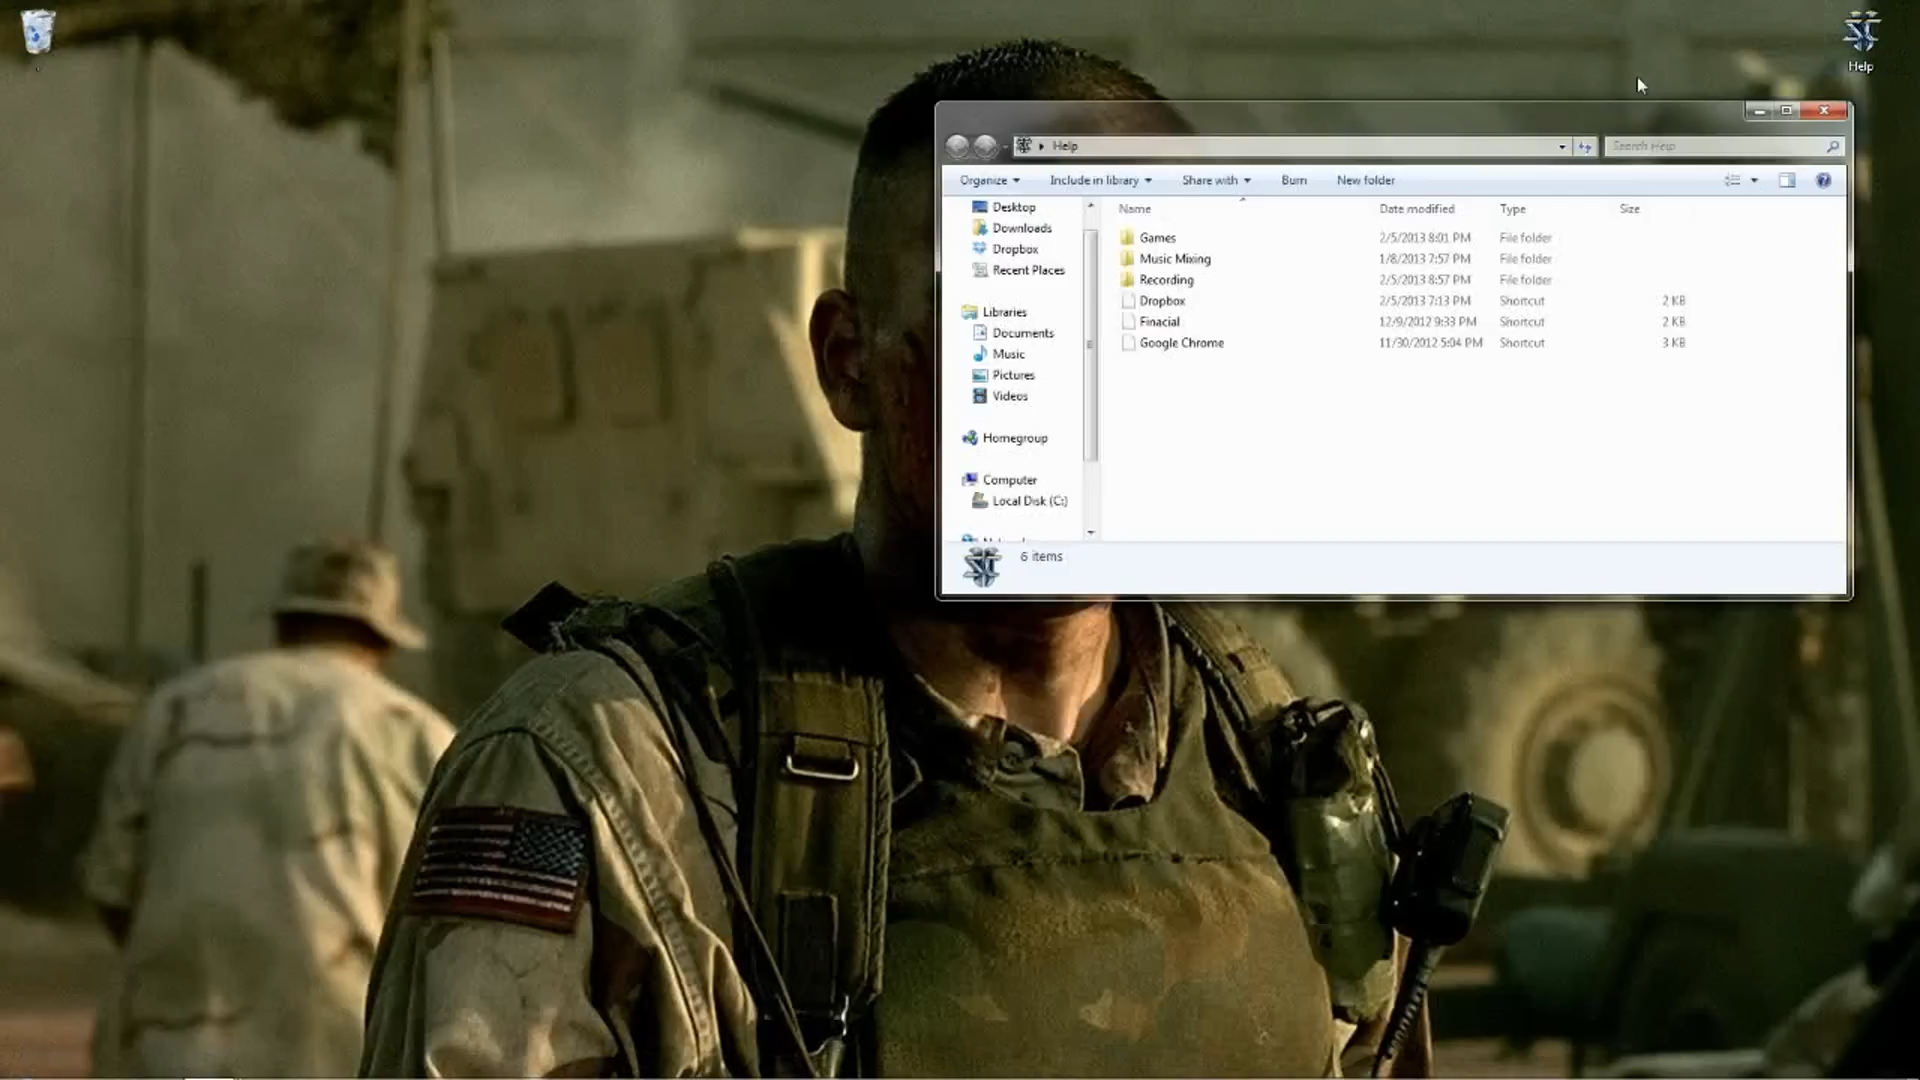 Help
Help
Search Help
Organize Include in library Share with Burn New folder
Name Date modified Type Size
Desktop
Downloads
Dropbox
Recent Places
Libraries
Documents
Music
Pictures
Videos
Homegroup
Computer
Local Disk (C:)
Games 2/5/2013 8:01 PM File folder
Music Mixing 1/8/2013 7:57 PM File folder
Recording 2/5/2013 8:57 PM File folder
Dropbox 2/5/2013 7:13 PM Shortcut 2 KB
Finacial 12/9/2012 9:33 PM Shortcut 2 KB
Google Chrome 11/30/2012 5:04 PM Shortcut 3 KB
6 items